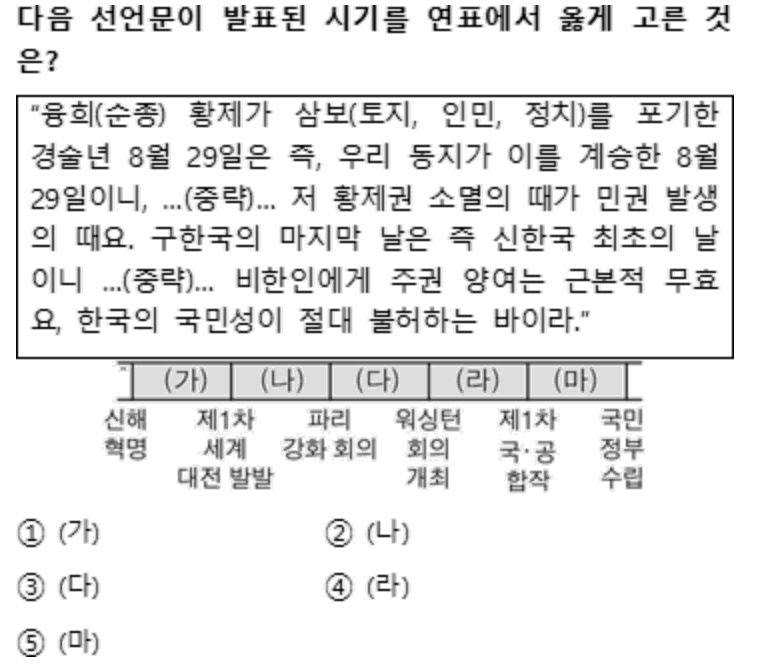 다음 선언문이 발표된 시기를 연표에서 옳게 고른 것
은?
“융희(순종) 황제가 삼보(토지, 인민, 정치)를 포기한
경술년 8월 29일은 즉, 우리 동지가 이를 계승한 8월
29일이니, ...(중략)... 저 황제권 소멸의 때가 민권 발생
의 때요. 구한국의 마지막 날은 즉 신한국 최초의 날
이니 ...(중략)... 비한인에게 주권 양여는 근본적 무효
요, 한국의 국민성이 절대 불허하는 바이라.”
(가) (나) (다) (라) (마)
신해 제1차 파리 워싱턴 제1차 국민
혁명 세계 강화 회의 회의 국·공 정부
대전 발발 개최 합작 수립
① (가) ② (나)
③ (다) ④ (라)
⑤ (마)